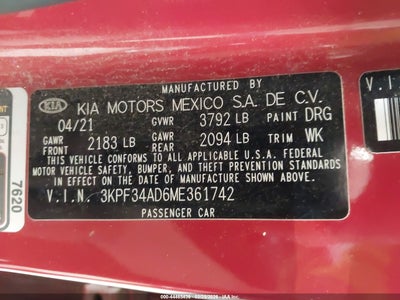 MANUFACTURED BY
KIA KIA MOTORS MEXICO S.A. DE C.V.
04/21 GVWR 3792 LB PAINT DRG
GAWR FRONT 2183 LB GAWR REAR 2094 LB TRIM WK
THIS VEHICLE CONFORMS TO ALL APPLICABLE U.S.A. FEDERAL
MOTOR VEHICLE SAFETY, BUMPER, AND THEFT PREVENTION STANDARDS
IN EFFECT ON THE DATE OF MANUFACTURE SHOWN ABOVE.
V.I.N. 3KPF34AD6ME361742
PASSENGER CAR
7620
V.I.